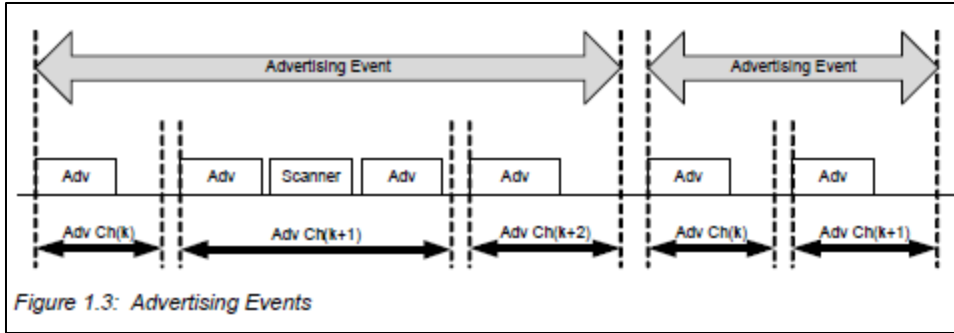 Advertising Event Advertising Event
Adv Adv Scanner Adv Adv Adv Adv
Adv Ch(k) Adv Ch(k+1) Adv Ch(k+2) Adv Ch(k) Adv Ch(k+1)
Figure 1.3: Advertising Events